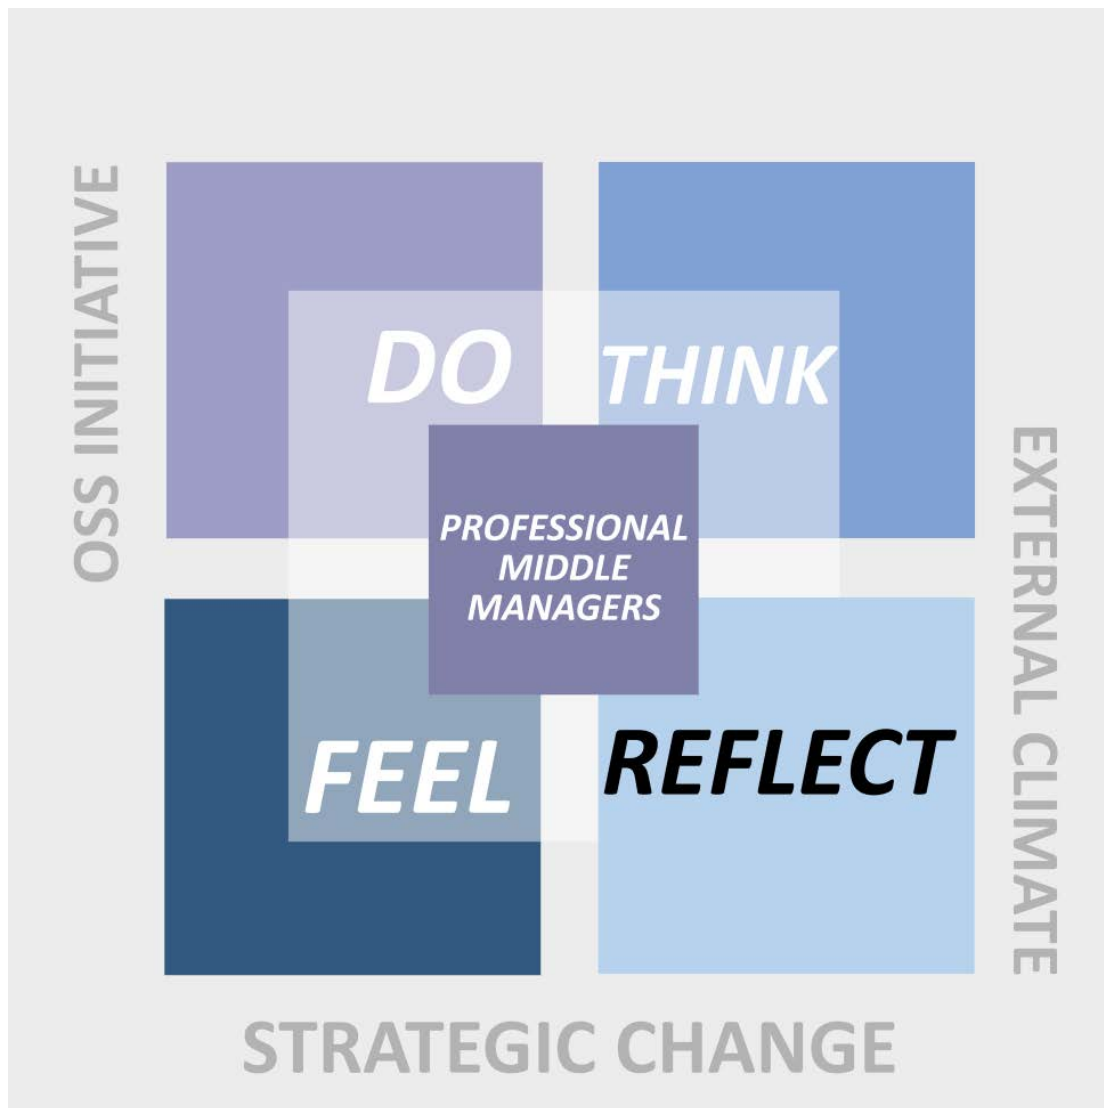 OSS INITIATIVE
DO
THINK
PROFESSIONAL
MIDDLE
MANAGERS
FEEL
REFLECT
EXTERNAL CLIMATE
STRATEGIC CHANGE